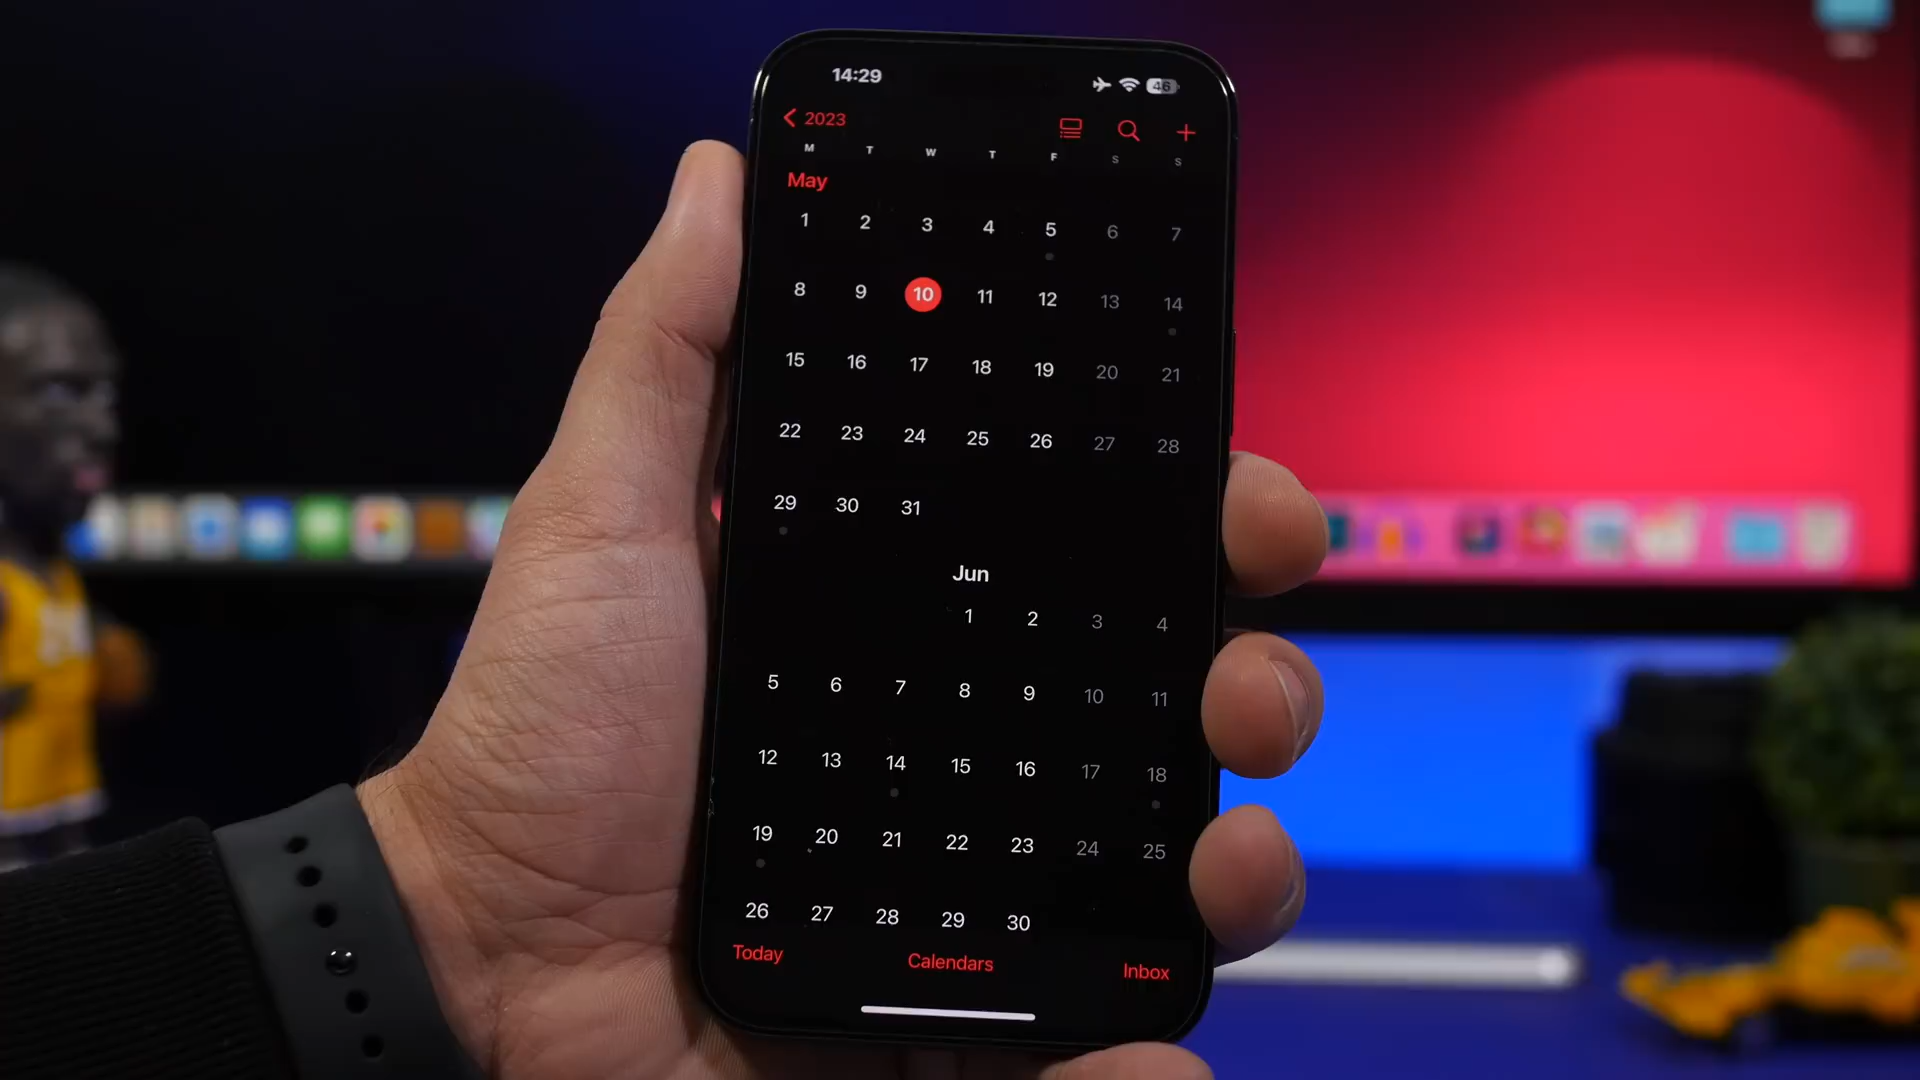 14:29 46
2023
M T W T F S S
May
1 2 3 4 5 6 7
8 9 10 11 12 13 14
15 16 17 18 19 20 21
22 23 24 25 26 27 28
29 30 31
Jun
1 2 3 4
5 6 7 8 9 10 11
12 13 14 15 16 17 18
19 20 21 22 23 24 25
26 27 28 29 30
Today Calendars Inbox